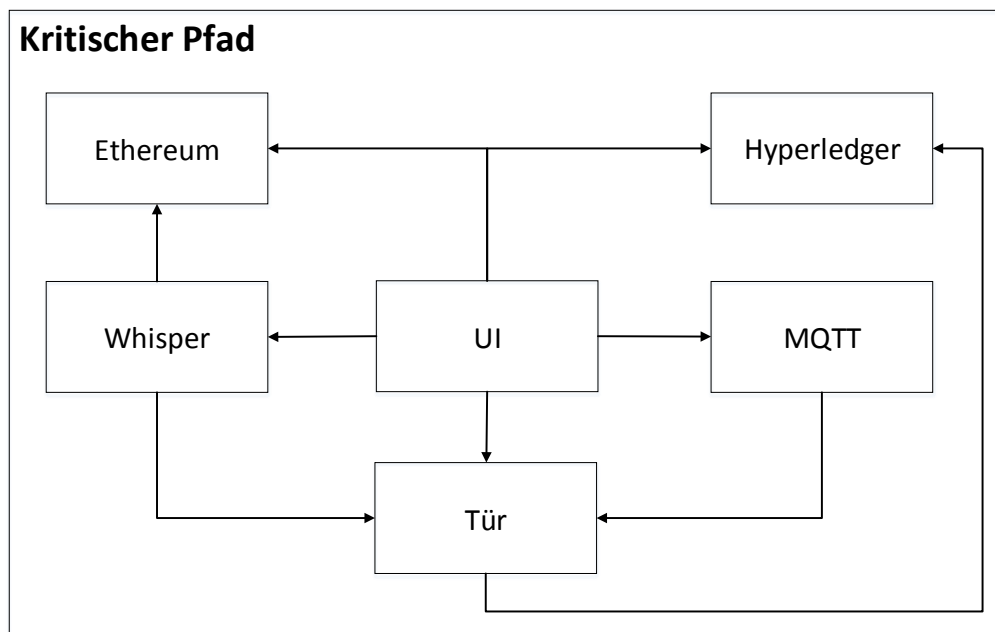 Kritischer Pfad
Ethereum
Hyperledger
Whisper
UI
MQTT
Tür